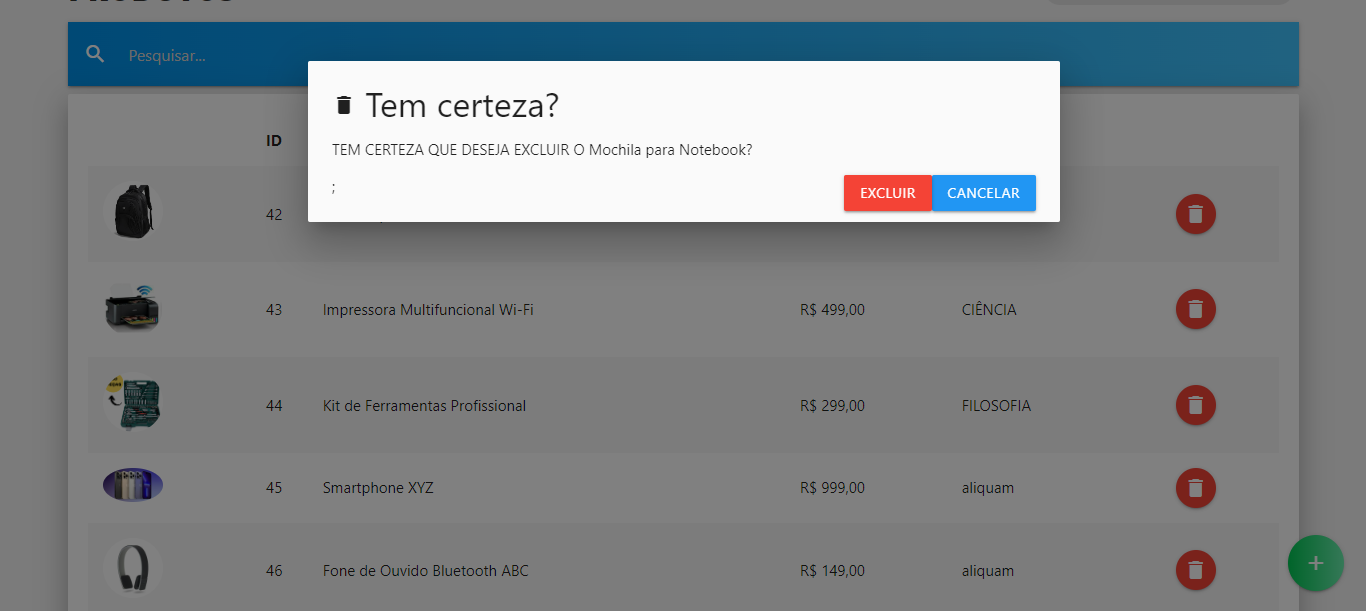 Pesquisar...
Tem certeza?
TEM CERTEZA QUE DESEJA EXCLUIR O Mochila para Notebook?
;
EXCLUIR CANCELAR
ID
42
43 Impressora Multifuncional Wi-Fi R$ 499,00 CIÊNCIA
44 Kit de Ferramentas Profissional R$ 299,00 FILOSOFIA
45 Smartphone XYZ R$ 999,00 aliquam
46 Fone de Ouvido Bluetooth ABC R$ 149,00 aliquam
+